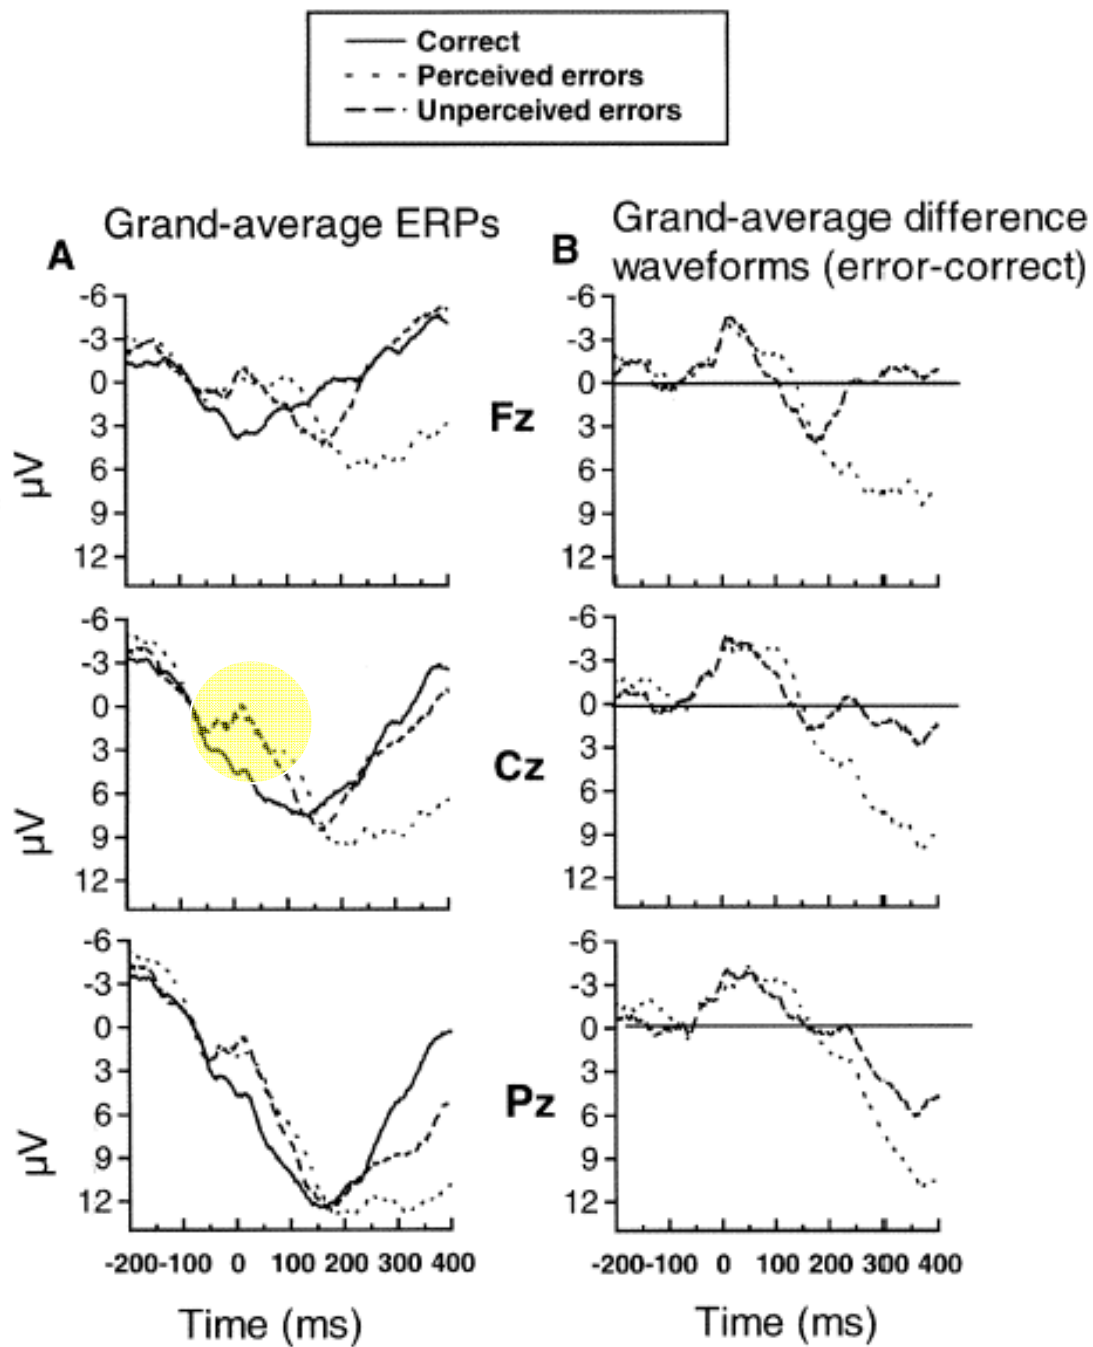 Correct
Perceived errors
Unperceived errors
Grand-average ERPs
A
Grand-average difference
waveforms (error-correct)
B
-6
-3
0
3
6
9
12
µV
Fz
-6
-3
0
3
6
9
12
-6
-3
0
3
6
9
12
µV
Cz
-6
-3
0
3
6
9
12
-6
-3
0
3
6
9
12
µV
Pz
-6
-3
0
3
6
9
12
-200-100 0 100 200 300 400
Time (ms)
-200-100 0 100 200 300 400
Time (ms)